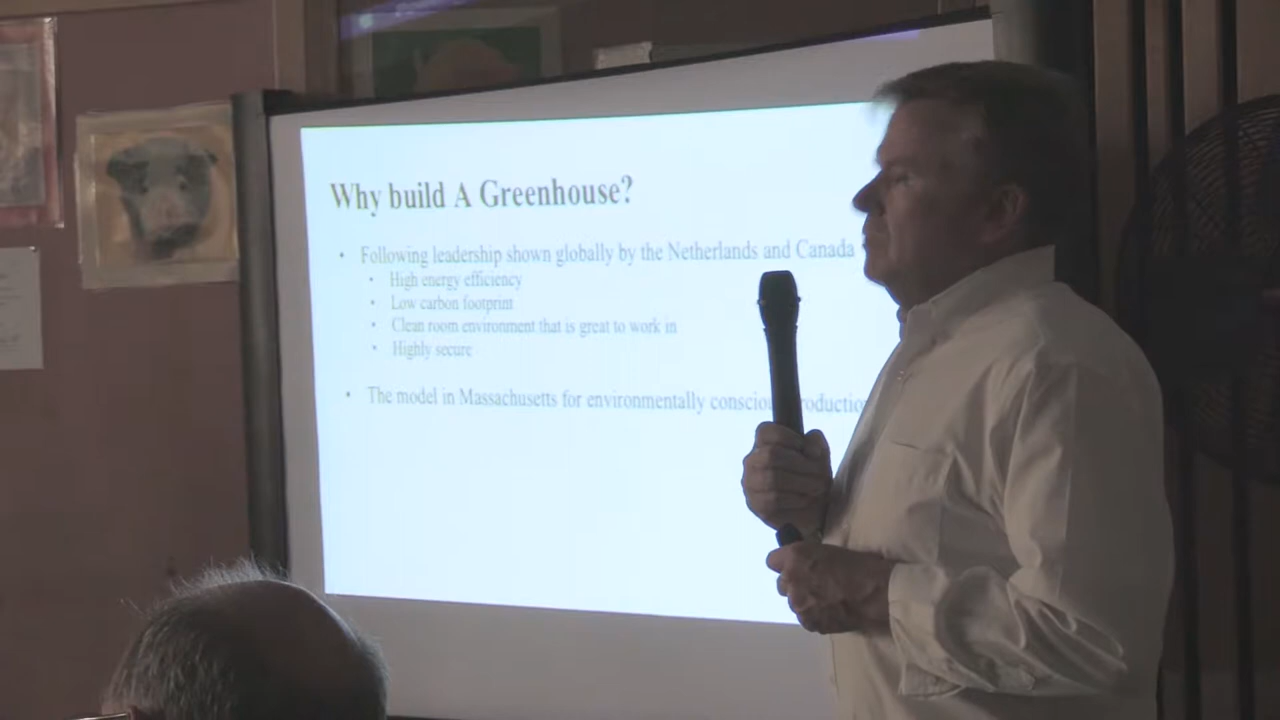 Why build A Greenhouse?
• Following leadership shown globally by the Netherlands and Canada
• High energy efficiency
• Low carbon footprint
• Clean room environment that is great to work in
• Highly secure
• The model in Massachusetts for environmentally